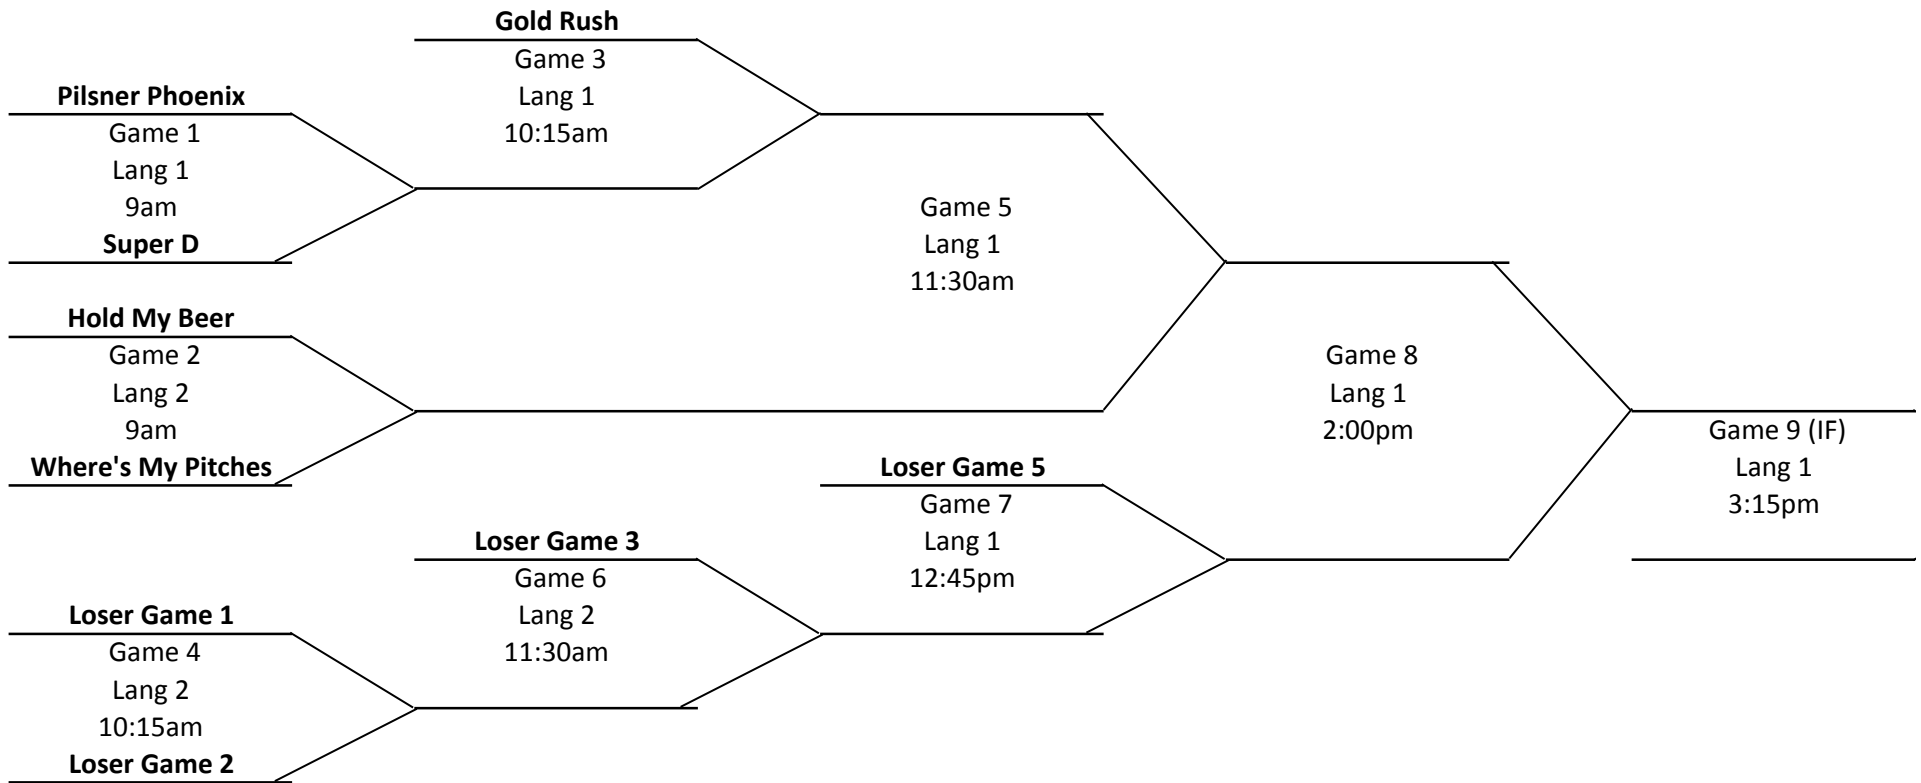 Gold Rush
Game 3
Lang 1
10:15am
Pilsner Phoenix
Game 1
Lang 1
9am
Super D
Game 5
Lang 1
11:30am
Hold My Beer
Game 2
Lang 2
9am
Where's My Pitches
Game 8
Lang 1
2:00pm
Game 9 (IF)
Lang 1
3:15pm
Loser Game 5
Game 7
Lang 1
12:45pm
Loser Game 3
Game 6
Lang 2
11:30am
Loser Game 1
Game 4
Lang 2
10:15am
Loser Game 2